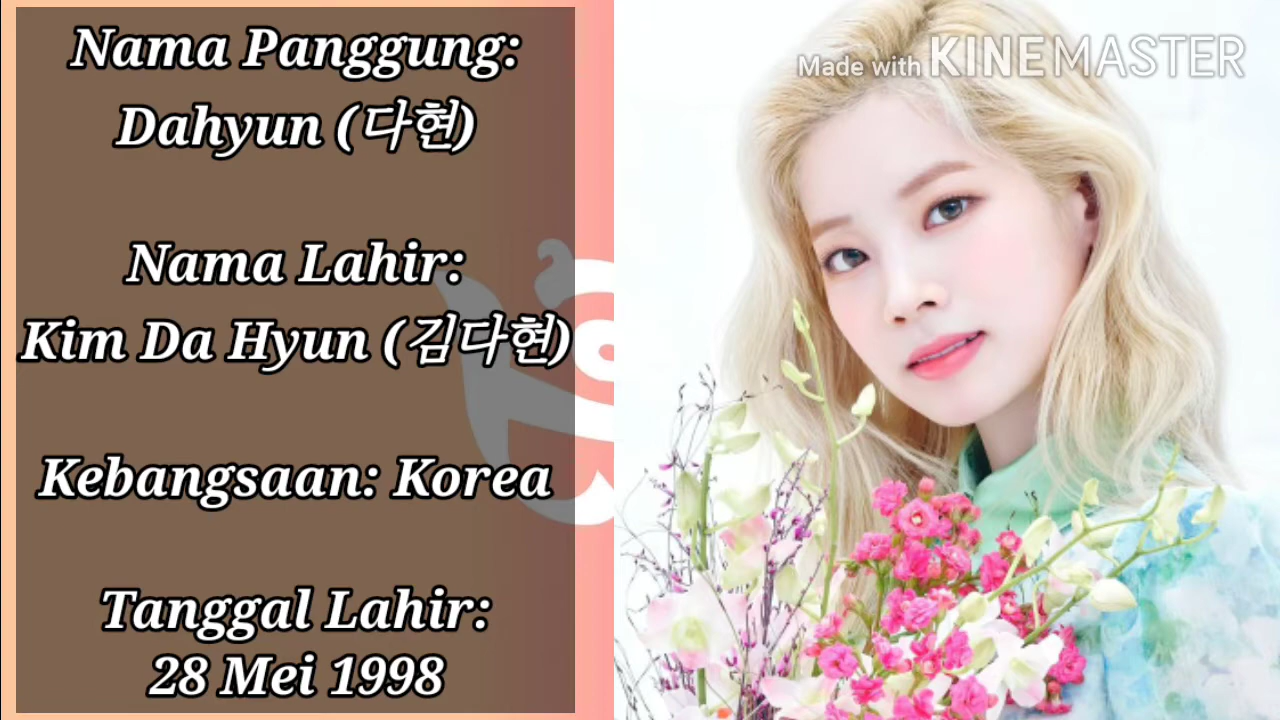 Nama Panggung:
Dahyun (다현)
Nama Lahir:
Kim Da Hyun (김다현)
Kebangsaan: Korea
Tanggal Lahir:
28 Mei 1998
Made with KINEMASTER